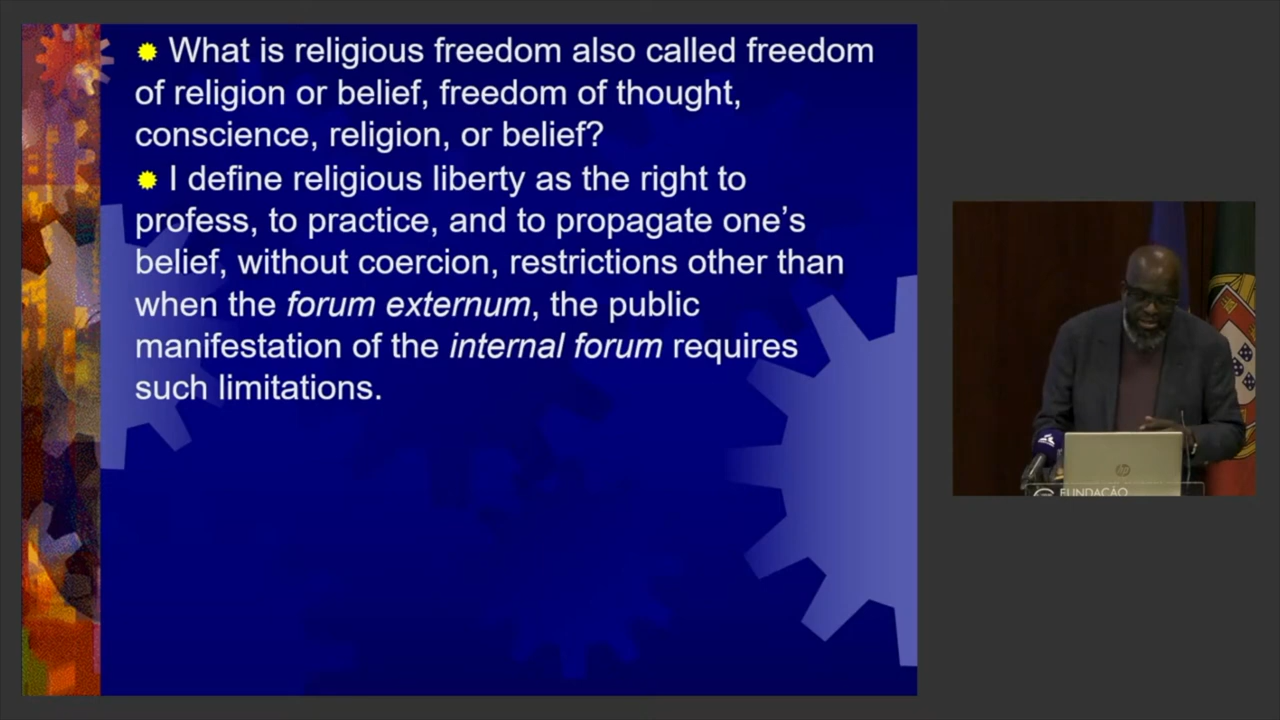 What is religious freedom also called freedom
of religion or belief, freedom of thought,
conscience, religion, or belief?
I define religious liberty as the right to
profess, to practice, and to propagate one’s
belief, without coercion, restrictions other than
when the forum externum, the public
manifestation of the internal forum requires
such limitations.
hp
FUNDAÇÃO